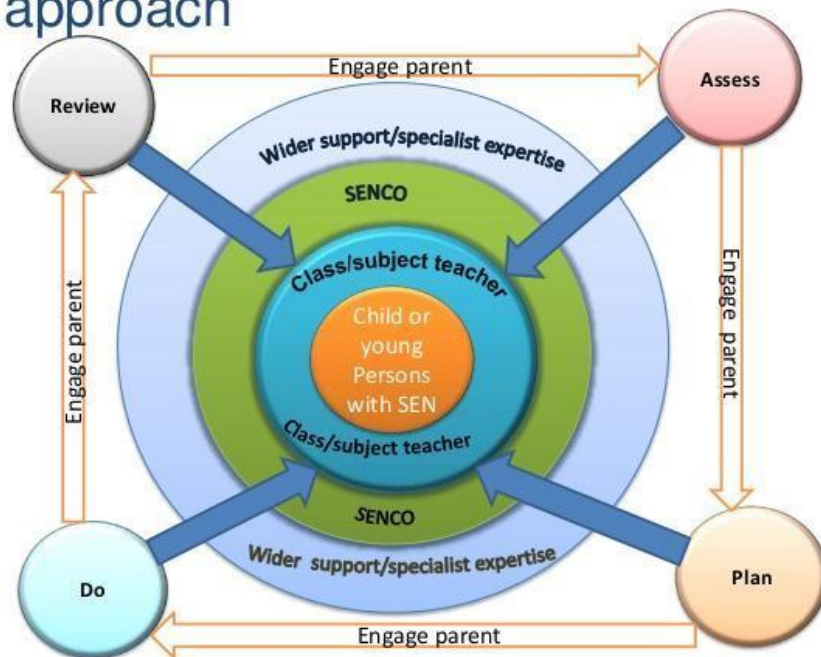 approach
Engage parent
Review
Assess
Wider support/specialist expertise
SENCO
Class/subject teacher
Child or
young
Persons
with SEN
Engage parent
Engage parent
Class/subject teacher
SENCO
Wider support/specialist expertise
Do
Plan
Engage parent